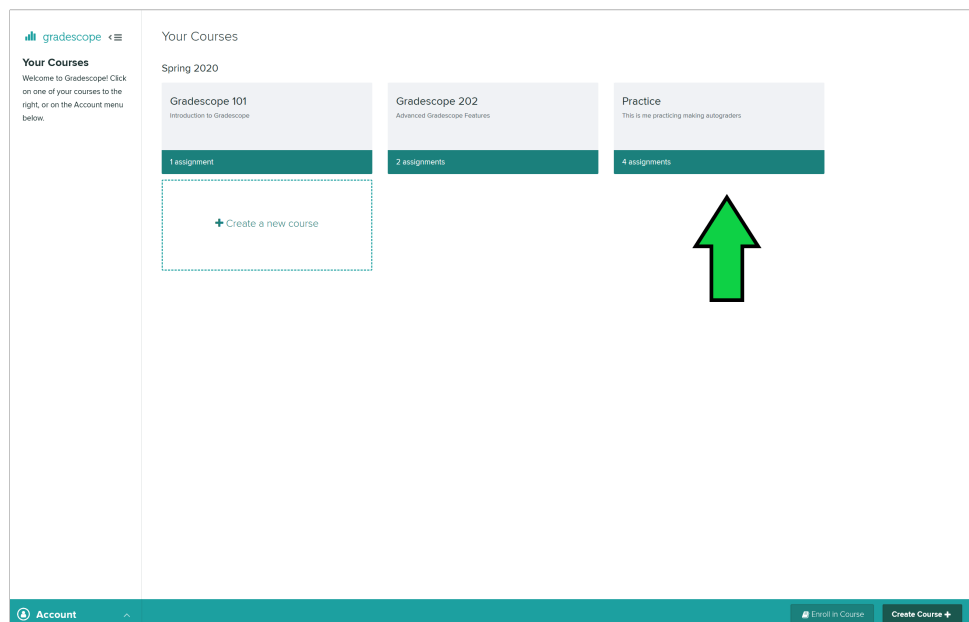 gradescope
Your Courses
Welcome to Gradescope! Click
on one of your courses to the
right, or on the Account menu
below.
Your Courses
Spring 2020
Gradescope 101
Introduction to Gradescope
1 assignment
Gradescope 202
Advanced Gradescope Features
2 assignments
Practice
This is me practicing making autograders
4 assignments
+ Create a new course
Account
Enroll in Course
Create Course +